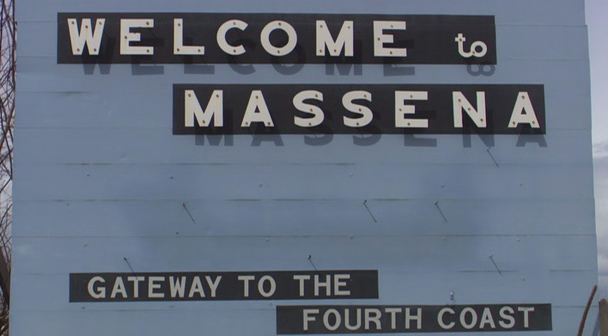 WELCOME to
MASSENA
GATEWAY TO THE
FOURTH COAST